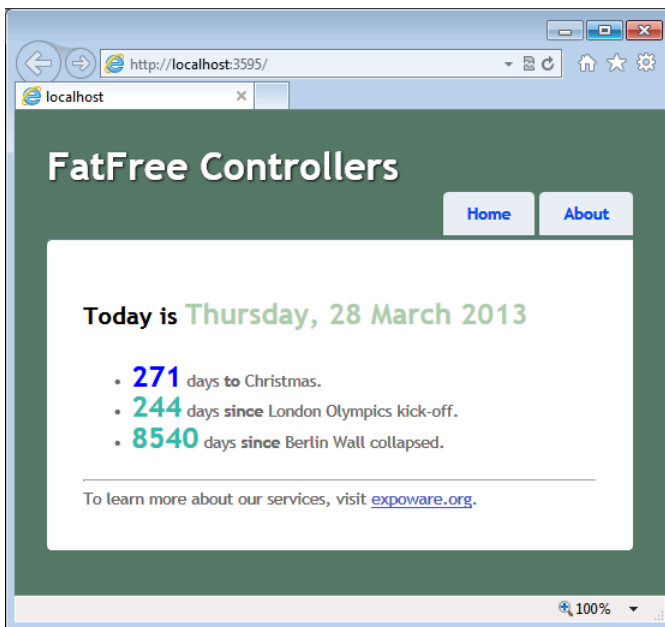 http://localhost:3595/
localhost
FatFree Controllers
Home About
Today is Thursday, 28 March 2013
• 271 days to Christmas.
• 244 days since London Olympics kick-off.
• 8540 days since Berlin Wall collapsed.
To learn more about our services, visit expoware.org.
100%